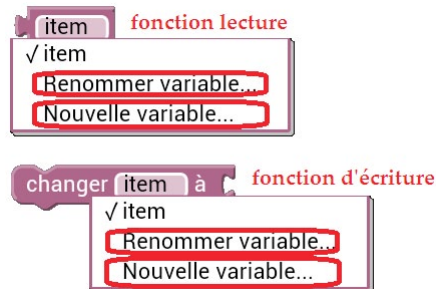 item fonction lecture
√ item
Renommer variable...
Nouvelle variable...
changer item à fonction d'écriture
√ item
Renommer variable...
Nouvelle variable...